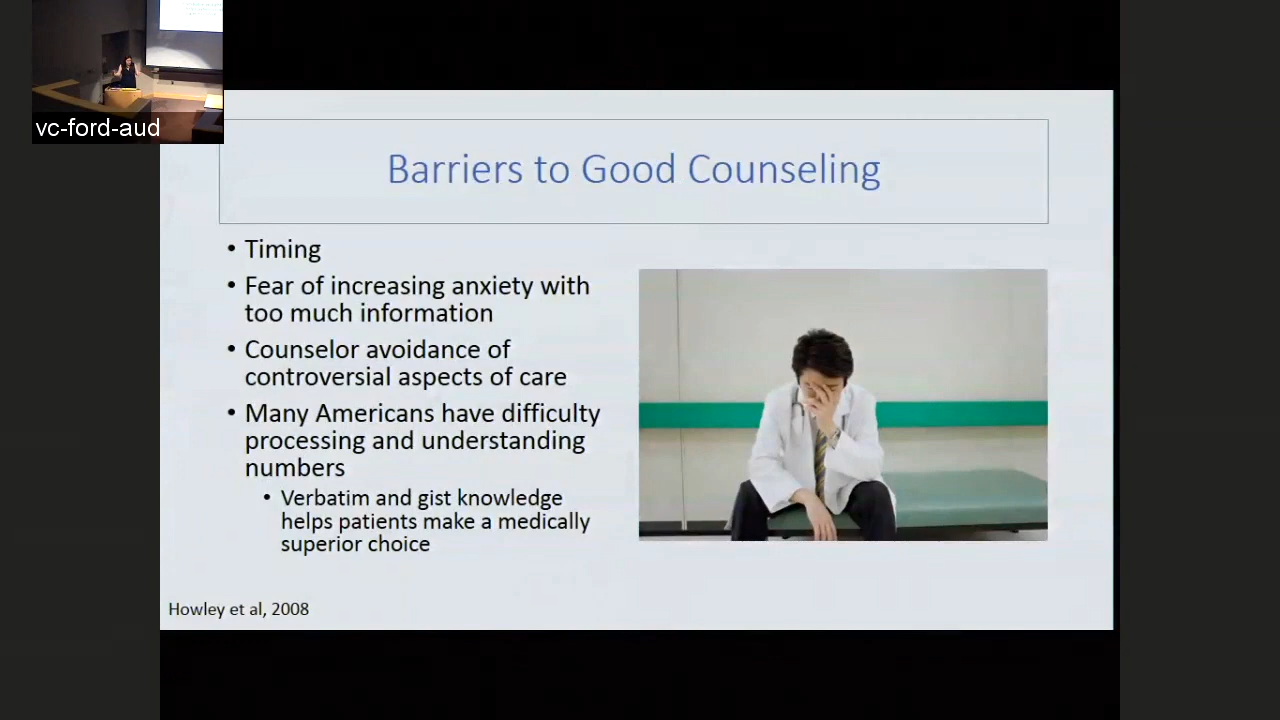 vc-ford-aud
Barriers to Good Counseling
• Timing
• Fear of increasing anxiety with
too much information
• Counselor avoidance of
controversial aspects of care
• Many Americans have difficulty
processing and understanding
numbers
• Verbatim and gist knowledge
helps patients make a medically
superior choice
Howley et al, 2008